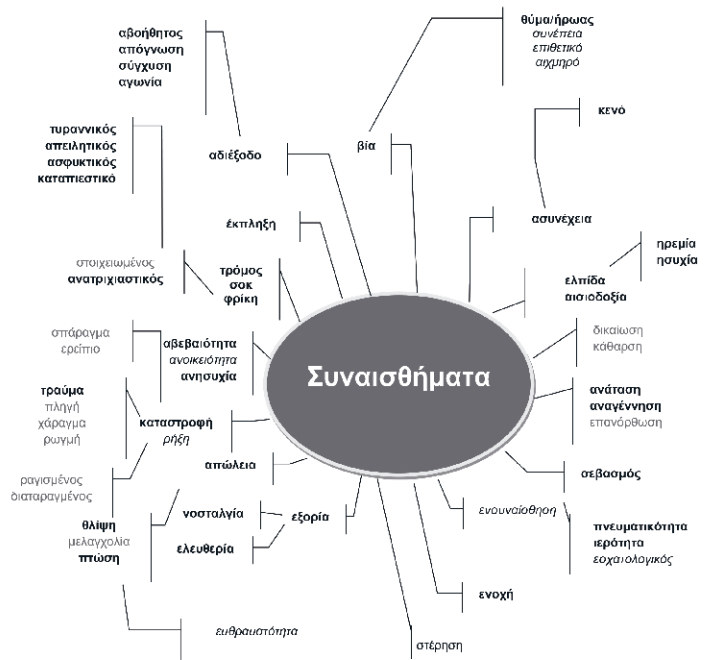 αβοήθητος
απόγνωση
σύγχυση
αγωνία
θύμα/ήρωας
συνέπεια
επιθετικό
αιχμηρό
κενό
τυραννικός
απειλητικός
ασφυκτικός
καταπιεστικό
αδιέξοδο
βία
έκπληξη
ασυνέχεια
ηρεμία
ησυχία
στοιχειωμένος
ανατριχιαστικός
τρόμος
σοκ
φρίκη
ελπίδα
αισιοδοξία
σπάραγμα
ερείπιο
αβεβαιότητα
ανοικειότητα
ανησυχία
δικαίωση
κάθαρση
Συναισθήματα
τραύμα
πληγή
χάραγμα
ρωγμή
καταστροφή
ρήξη
ανάταση
αναγέννηση
επανόρθωση
απώλεια
σεβασμός
ραγισμένος
διαταραγμένος
θλίψη
μελαγχολία
πτώση
νοσταλγία
ελευθερία
εξορία
πνευματικότητα
ιερότητα
ενοχή
στέρηση